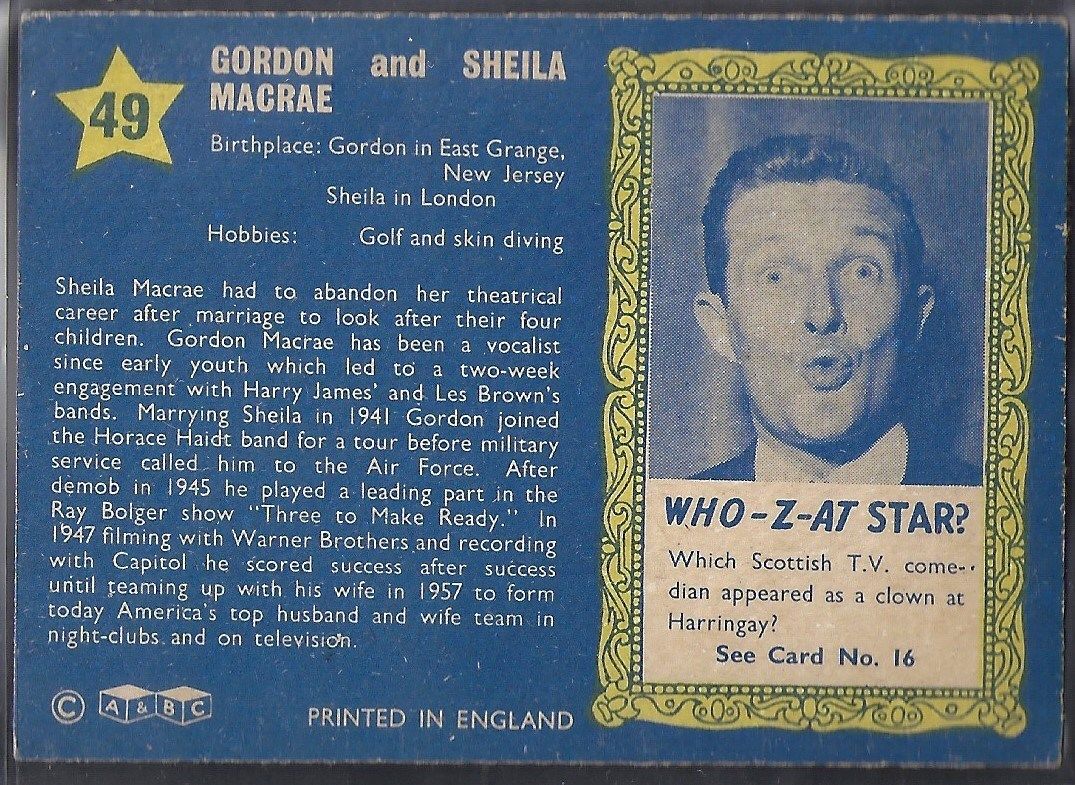 49
GORDON and SHEILA
MACRAE
Birthplace: Gordon in East Grange,
New Jersey
Sheila in London
Hobbies: Golf and skin diving
Sheila Macrae had to abandon her theatrical
career after marriage to look after their four
children. Gordon Macrae has been a vocalist
since early youth which led to a two-week
engagement with Harry James' and Les Brown's
bands. Marrying Sheila in 1941 Gordon joined
the Horace Haidt band for a tour before military
service called him to the Air Force. After
demob in 1945 he played a leading part in the
Ray Bolger show "Three to Make Ready." In
1947 filming with Warner Brothers and recording
with Capitol he scored success after success
until teaming up with his wife in 1957 to form
today America's top husband and wife team in
night-clubs and on television.
© A & BC
PRINTED IN ENGLAND
WHO-Z-AT STAR?
Which Scottish T.V. come-
dian appeared as a clown at
Harringay?
See Card No. 16